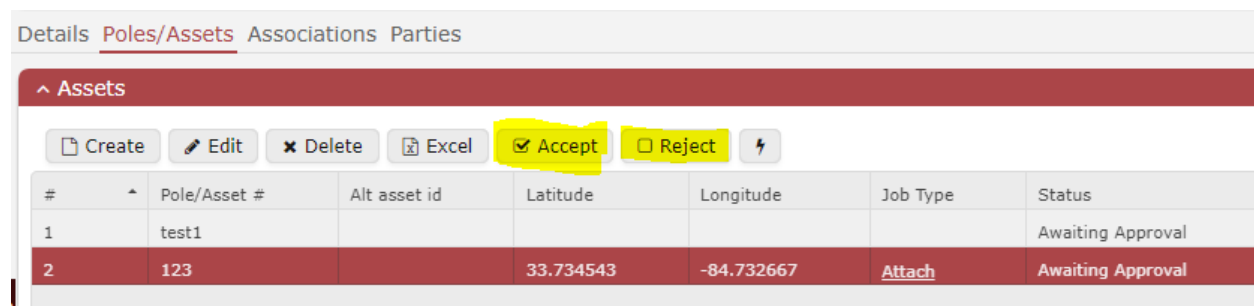 Details Poles/Assets Associations Parties
Assets
Create Edit Delete Excel Accept Reject
# Pole/Asset # Alt asset id Latitude Longitude Job Type Status
1 test1 Awaiting Approval
2 123 33.734543 -84.732667 Attach Awaiting Approval